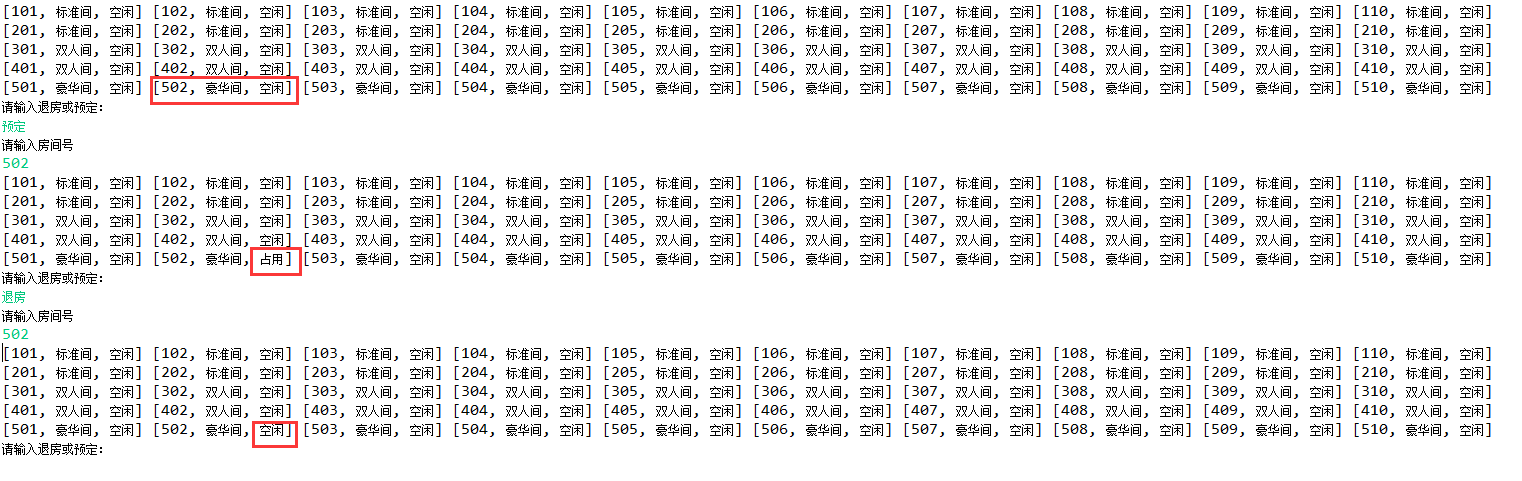 [101, 标准间, 空闲] [102, 标准间, 空闲] [103, 标准间, 空闲] [104, 标准间, 空闲] [105, 标准间, 空闲] [106, 标准间, 空闲] [107, 标准间, 空闲] [108, 标准间, 空闲] [109, 标准间, 空闲] [110, 标准间, 空闲]
[201, 标准间, 空闲] [202, 标准间, 空闲] [203, 标准间, 空闲] [204, 标准间, 空闲] [205, 标准间, 空闲] [206, 标准间, 空闲] [207, 标准间, 空闲] [208, 标准间, 空闲] [209, 标准间, 空闲] [210, 标准间, 空闲]
[301, 双人间, 空闲] [302, 双人间, 空闲] [303, 双人间, 空闲] [304, 双人间, 空闲] [305, 双人间, 空闲] [306, 双人间, 空闲] [307, 双人间, 空闲] [308, 双人间, 空闲] [309, 双人间, 空闲] [310, 双人间, 空闲]
[401, 双人间, 空闲] [402, 双人间, 空闲] [403, 双人间, 空闲] [404, 双人间, 空闲] [405, 双人间, 空闲] [406, 双人间, 空闲] [407, 双人间, 空闲] [408, 双人间, 空闲] [409, 双人间, 空闲] [410, 双人间, 空闲]
[501, 豪华间, 空闲] [502, 豪华间, 空闲] [503, 豪华间, 空闲] [504, 豪华间, 空闲] [505, 豪华间, 空闲] [506, 豪华间, 空闲] [507, 豪华间, 空闲] [508, 豪华间, 空闲] [509, 豪华间, 空闲] [510, 豪华间, 空闲]
请输入退房或预定:
预定
请输入房间号
502
[101, 标准间, 空闲] [102, 标准间, 空闲] [103, 标准间, 空闲] [104, 标准间, 空闲] [105, 标准间, 空闲] [106, 标准间, 空闲] [107, 标准间, 空闲] [108, 标准间, 空闲] [109, 标准间, 空闲] [110, 标准间, 空闲]
[201, 标准间, 空闲] [202, 标准间, 空闲] [203, 标准间, 空闲] [204, 标准间, 空闲] [205, 标准间, 空闲] [206, 标准间, 空闲] [207, 标准间, 空闲] [208, 标准间, 空闲] [209, 标准间, 空闲] [210, 标准间, 空闲]
[301, 双人间, 空闲] [302, 双人间, 空闲] [303, 双人间, 空闲] [304, 双人间, 空闲] [305, 双人间, 空闲] [306, 双人间, 空闲] [307, 双人间, 空闲] [308, 双人间, 空闲] [309, 双人间, 空闲] [310, 双人间, 空闲]
[401, 双人间, 空闲] [402, 双人间, 空闲] [403, 双人间, 空闲] [404, 双人间, 空闲] [405, 双人间, 空闲] [406, 双人间, 空闲] [407, 双人间, 空闲] [408, 双人间, 空闲] [409, 双人间, 空闲] [410, 双人间, 空闲]
[501, 豪华间, 空闲] [502, 豪华间, 占用] [503, 豪华间, 空闲] [504, 豪华间, 空闲] [505, 豪华间, 空闲] [506, 豪华间, 空闲] [507, 豪华间, 空闲] [508, 豪华间, 空闲] [509, 豪华间, 空闲] [510, 豪华间, 空闲]
请输入退房或预定:
退房
请输入房间号
502
[101, 标准间, 空闲] [102, 标准间, 空闲] [103, 标准间, 空闲] [104, 标准间, 空闲] [105, 标准间, 空闲] [106, 标准间, 空闲] [107, 标准间, 空闲] [108, 标准间, 空闲] [109, 标准间, 空闲] [110, 标准间, 空闲]
[201, 标准间, 空闲] [202, 标准间, 空闲] [203, 标准间, 空闲] [204, 标准间, 空闲] [205, 标准间, 空闲] [206, 标准间, 空闲] [207, 标准间, 空闲] [208, 标准间, 空闲] [209, 标准间, 空闲] [210, 标准间, 空闲]
[301, 双人间, 空闲] [302, 双人间, 空闲] [303, 双人间, 空闲] [304, 双人间, 空闲] [305, 双人间, 空闲] [306, 双人间, 空闲] [307, 双人间, 空闲] [308, 双人间, 空闲] [309, 双人间, 空闲] [310, 双人间, 空闲]
[401, 双人间, 空闲] [402, 双人间, 空闲] [403, 双人间, 空闲] [404, 双人间, 空闲] [405, 双人间, 空闲] [406, 双人间, 空闲] [407, 双人间, 空闲] [408, 双人间, 空闲] [409, 双人间, 空闲] [410, 双人间, 空闲]
[501, 豪华间, 空闲] [502, 豪华间, 空闲] [503, 豪华间, 空闲] [504, 豪华间, 空闲] [505, 豪华间, 空闲] [506, 豪华间, 空闲] [507, 豪华间, 空闲] [508, 豪华间, 空闲] [509, 豪华间, 空闲] [510, 豪华间, 空闲]
请输入退房或预定: